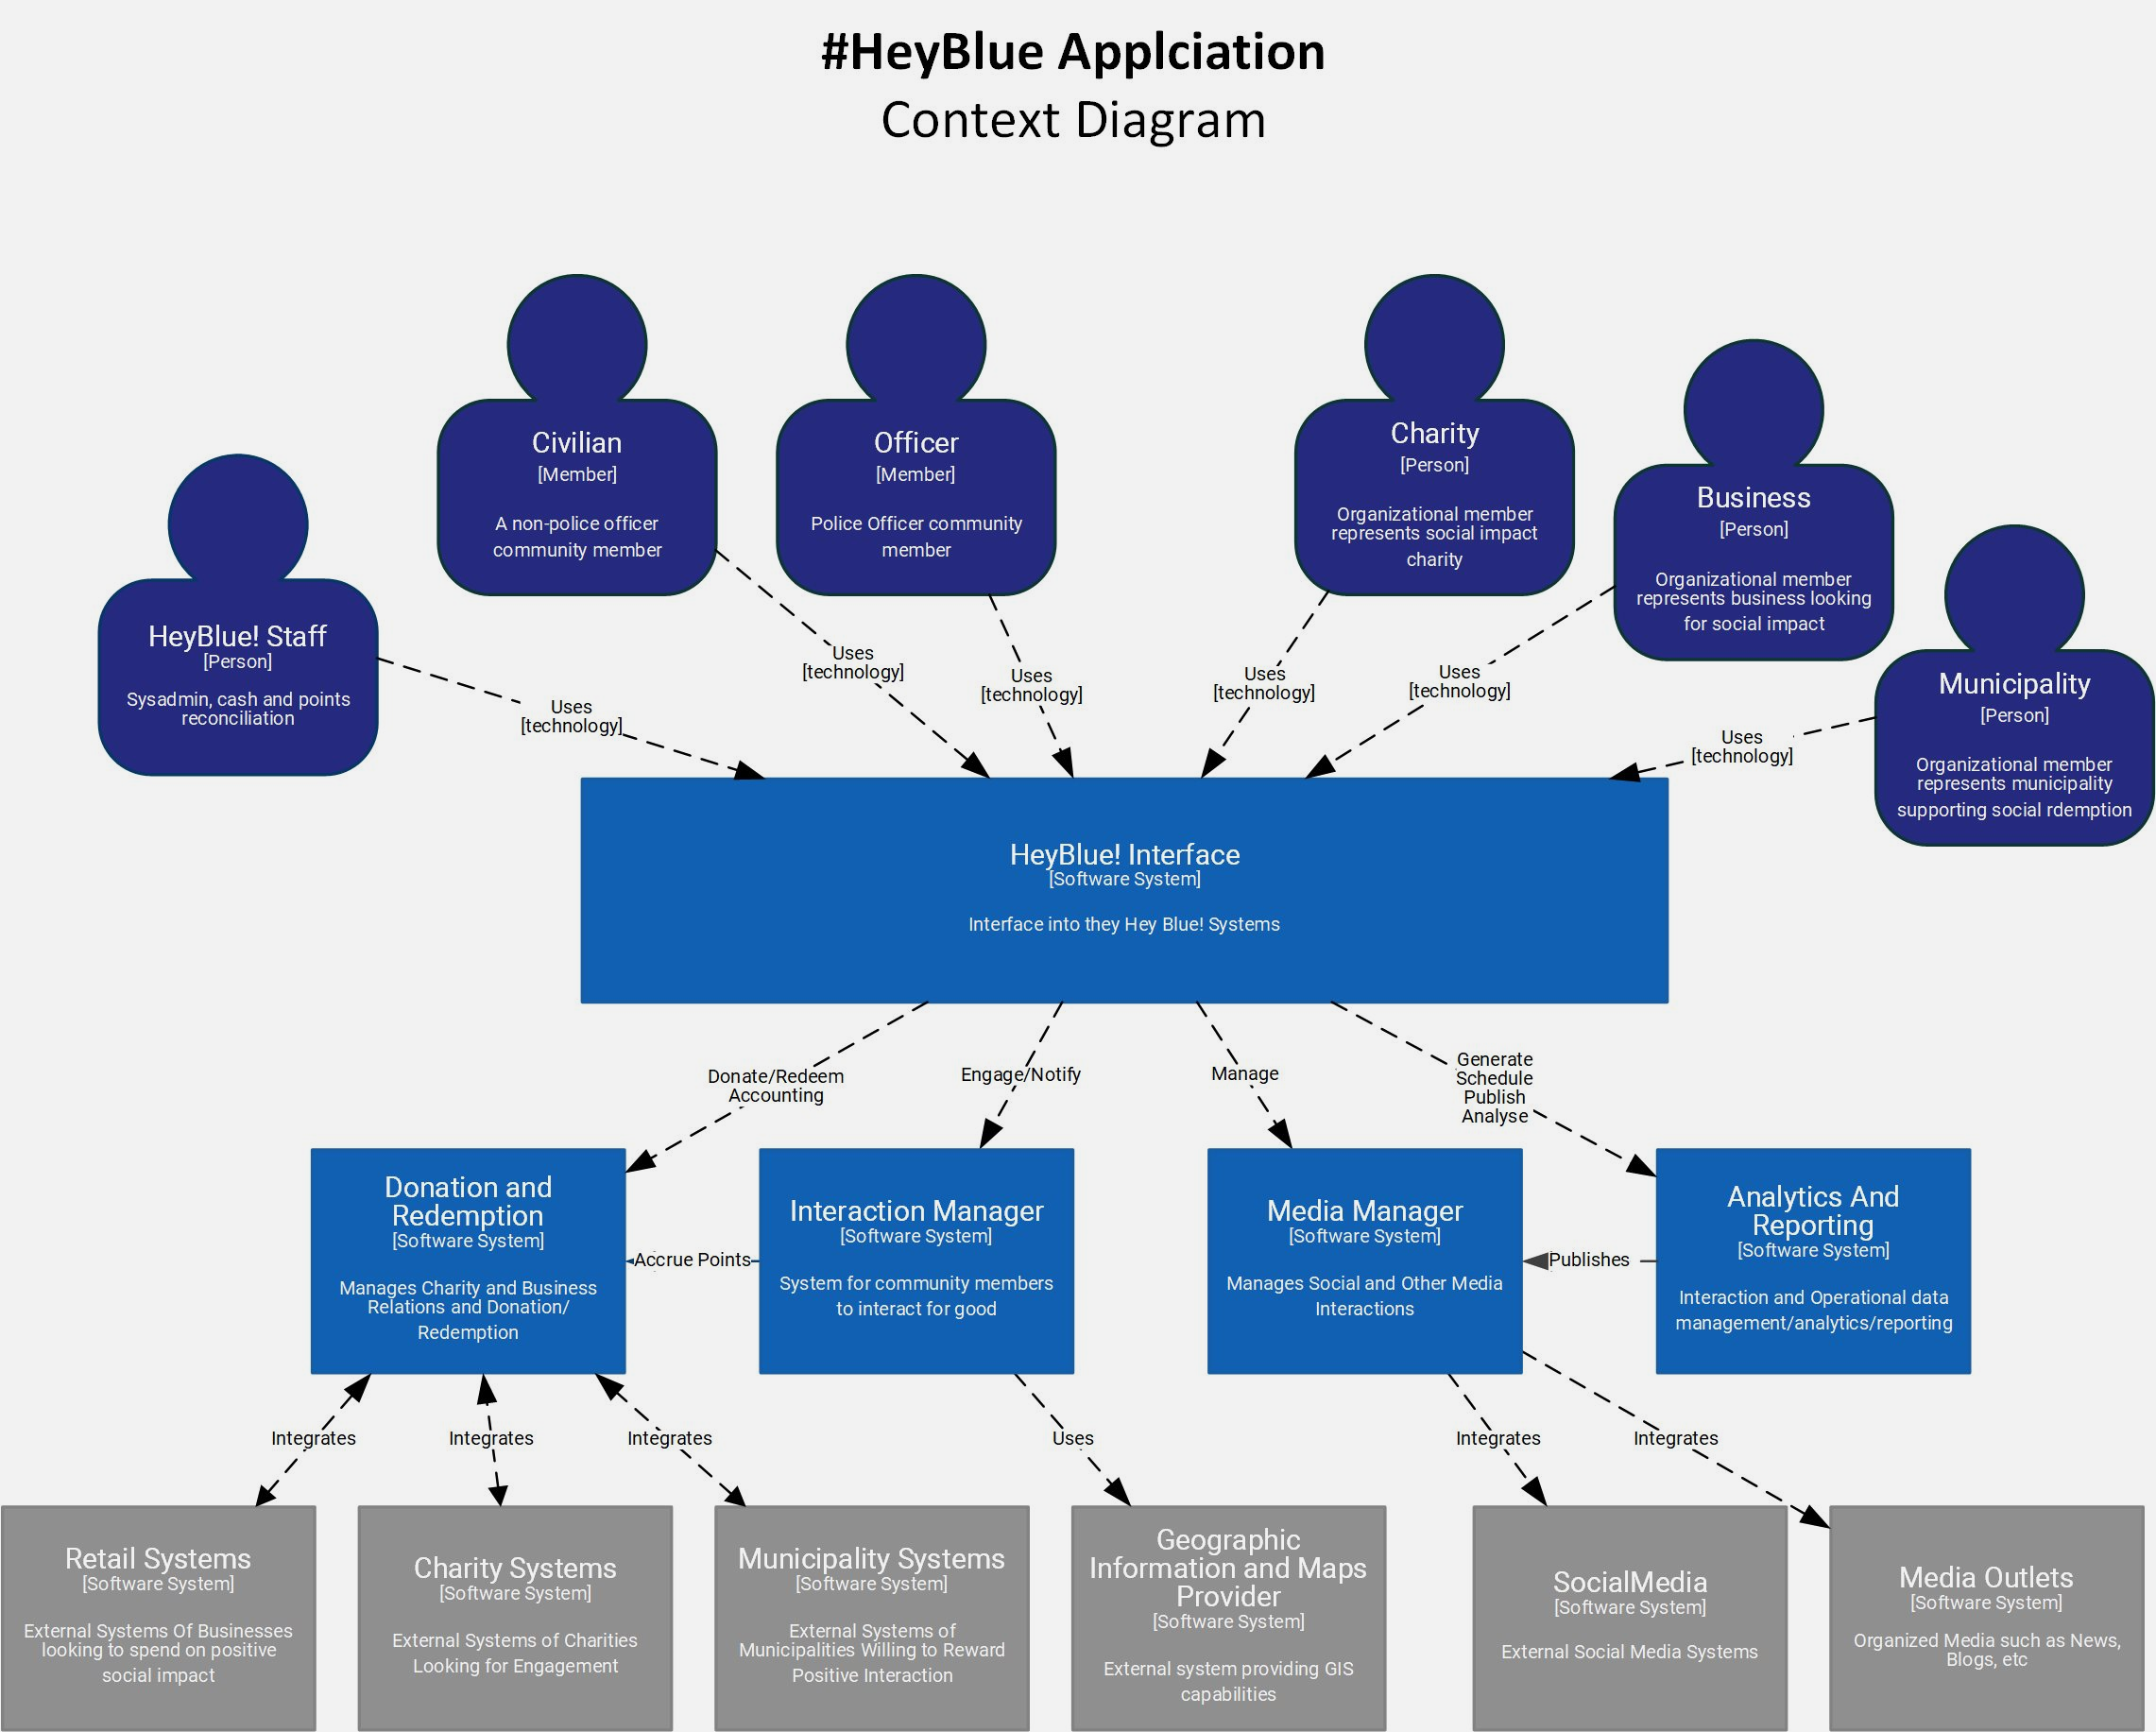 #HeyBlue Applciation
Context Diagram
Civilian
[Member]
A non-police officer
community member
Officer
[Member]
Police Officer community
member
Charity
[Person]
Organizational member
represents social impact
charity
Business
[Person]
Organizational member
represents business looking
for social impact
HeyBlue! Staff
[Person]
Sysadmin, cash and points
reconciliation
Municipality
[Person]
Organizational member
represents municipality
supporting social rdemption
Uses
[technology]
Uses
[technology]
Uses
[technology]
Uses
[technology]
Uses
[technology]
Uses
[technology]
HeyBlue! Interface
[Software System]
Interface into they Hey Blue! Systems
Donate/Redeem
Accounting
Engage/Notify
Manage
Generate
Schedule
Publish
Analyse
Donation and
Redemption
[Software System]
Manages Charity and Business
Relations and Donation/
Redemption
Accrue Points
Interaction Manager
[Software System]
System for community members
to interact for good
Media Manager
[Software System]
Manages Social and Other Media
Interactions
Publishes
Analytics And
Reporting
[Software System]
Interaction and Operational data
management/analytics/reporting
Integrates
Integrates
Integrates
Uses
Integrates
Integrates
Retail Systems
[Software System]
External Systems Of Businesses
looking to spend on positive
social impact
Charity Systems
[Software System]
External Systems of Charities
Looking for Engagement
Municipality Systems
[Software System]
External Systems of
Municipalities Willing to Reward
Positive Interaction
Geographic
Information and Maps
Provider
[Software System]
External system providing GIS
capabilities
SocialMedia
[Software System]
External Social Media Systems
Media Outlets
[Software System]
Organized Media such as News,
Blogs, etc